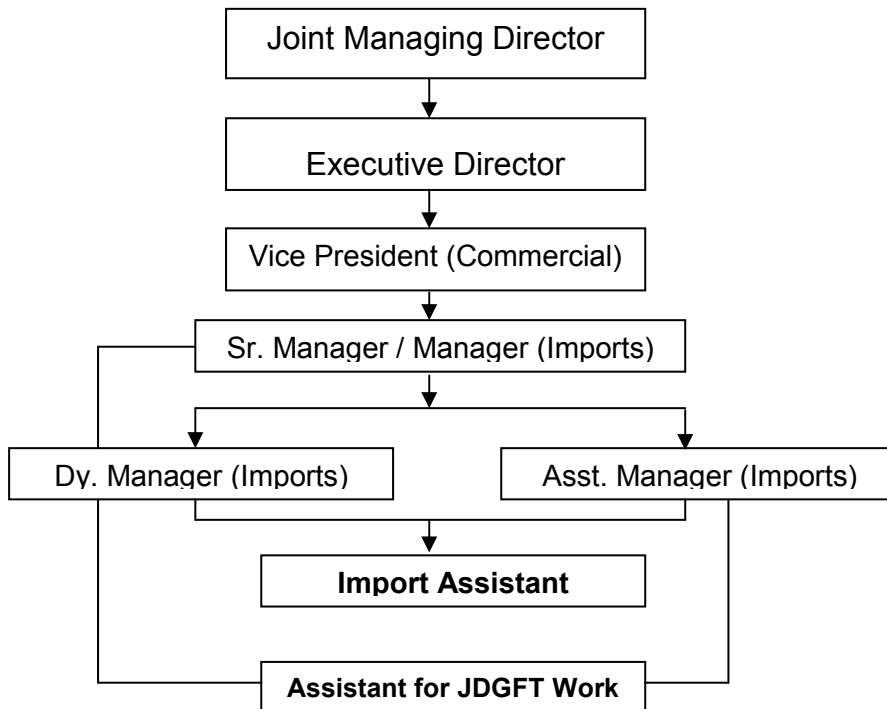 Joint Managing Director
Executive Director
Vice President (Commercial)
Sr. Manager / Manager (Imports)
Dy. Manager (Imports)
Asst. Manager (Imports)
Import Assistant
Assistant for JDGFT Work